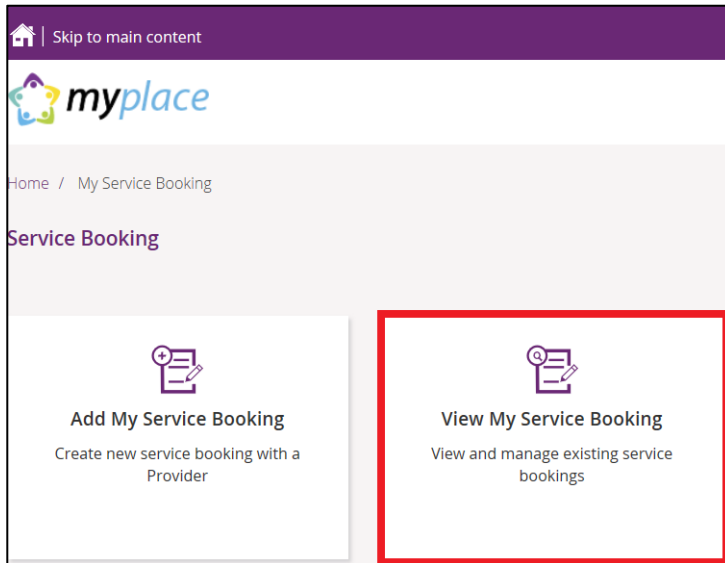 Skip to main content
myplace
Home / My Service Booking
Service Booking
Add My Service Booking
Create new service booking with a
Provider
View My Service Booking
View and manage existing service
bookings